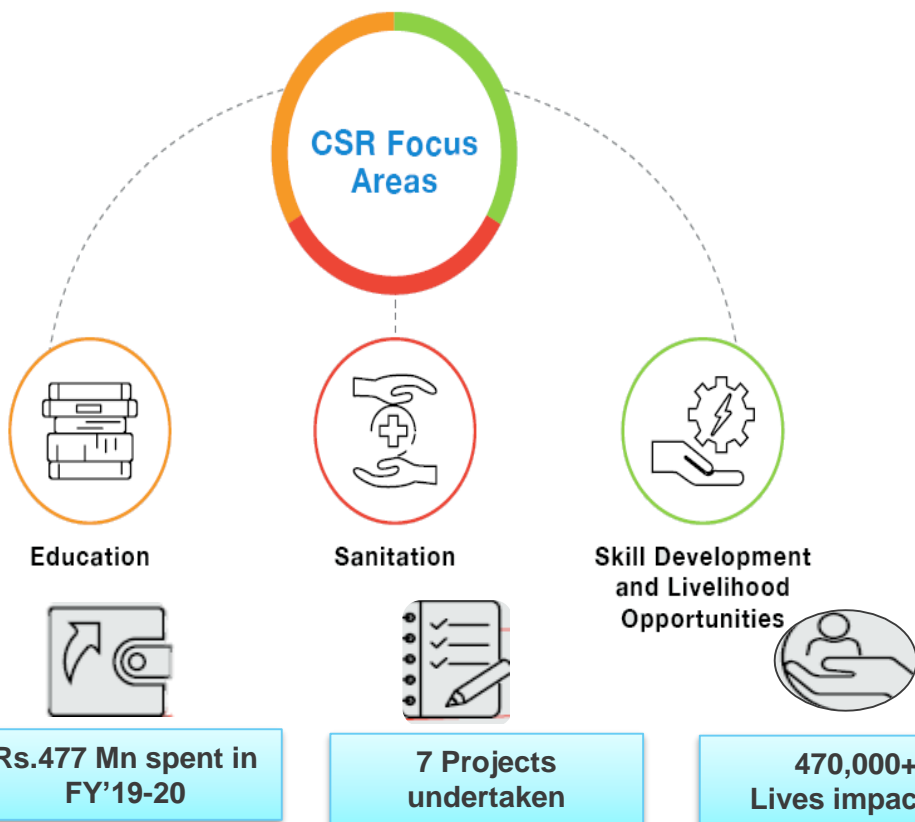 CSR Focus
Areas
Education
Sanitation
Skill Development
and Livelihood
Opportunities
Rs.477 Mn spent in
FY'19-20
7 Projects
undertaken
470,000+
Lives impac